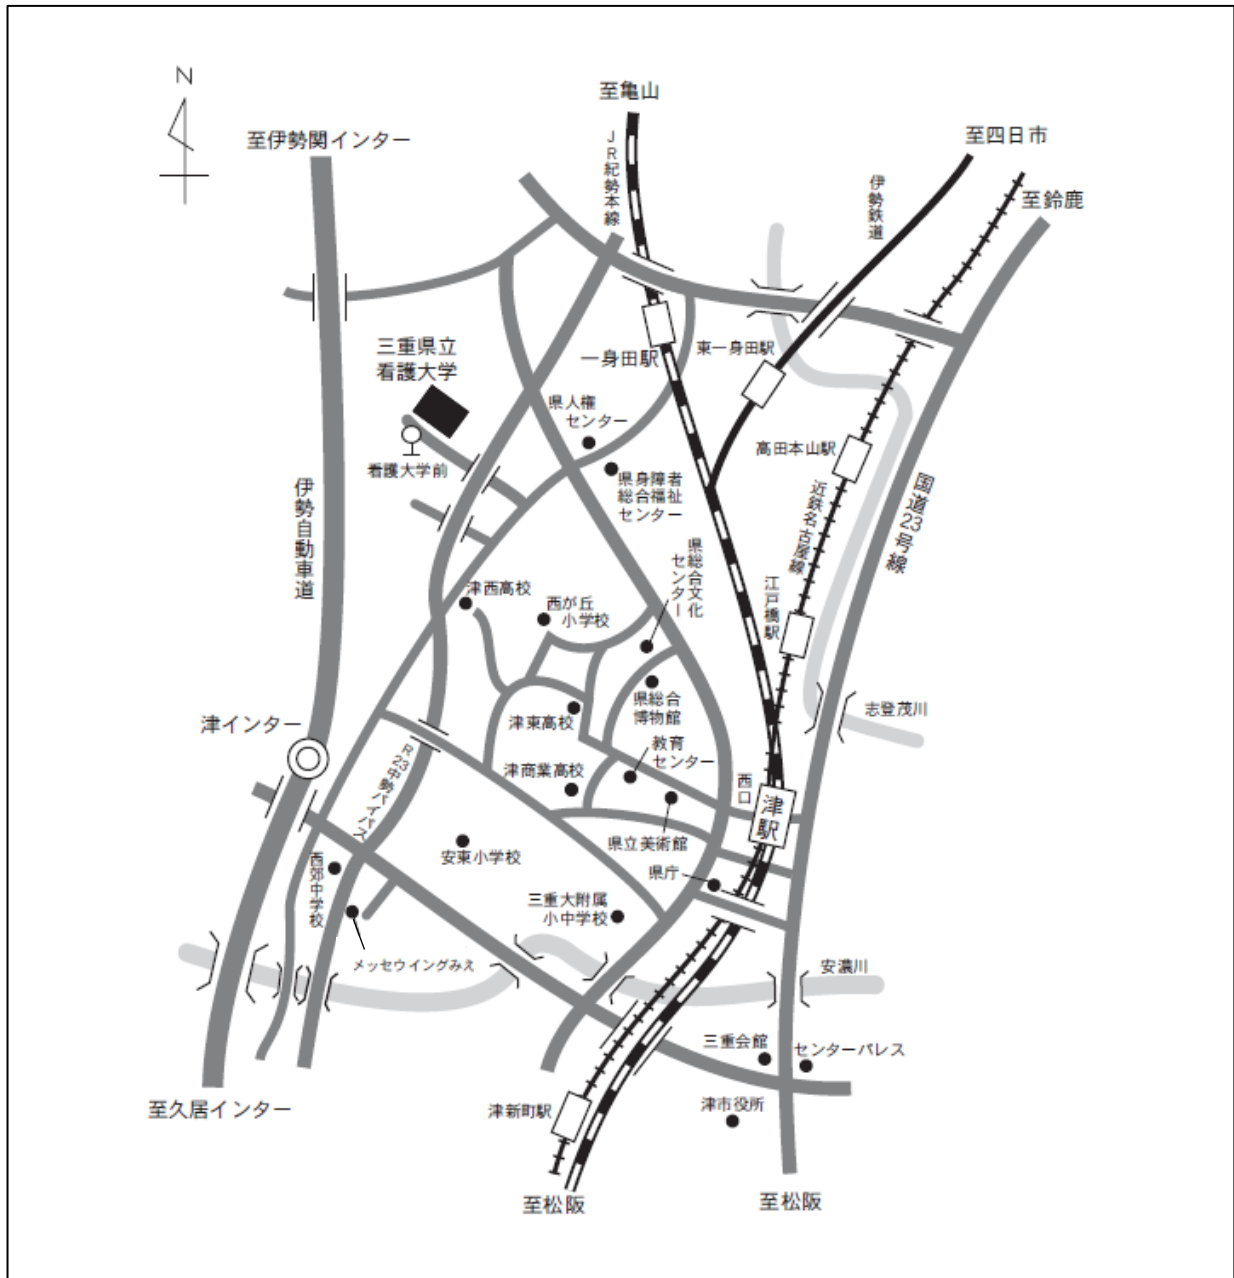 N
至亀山
至伊勢関インター
至四日市
JR紀勢本線
伊勢鉄道
至鈴鹿
三重県立
看護大学
一身田駅
東一身田駅
県人権
センター
高田本山駅
看護大学前
県身障者
総合福祉
センター
伊勢自動車道
近鉄名古屋線
国道23号線
県総合文化
センター
江戸橋駅
津西高校
西が丘
小学校
県総合
博物館
志登茂川
津東高校
津インター
教育
センター
R23中勢バイパス
津商業高校
西口
津駅
県立美術館
安東小学校
県庁
西郊中学校
三重大附属
小中学校
メッセウイングみえ
安濃川
三重会館
センターパレス
至久居インター
津新町駅
津市役所
至松阪
至松阪